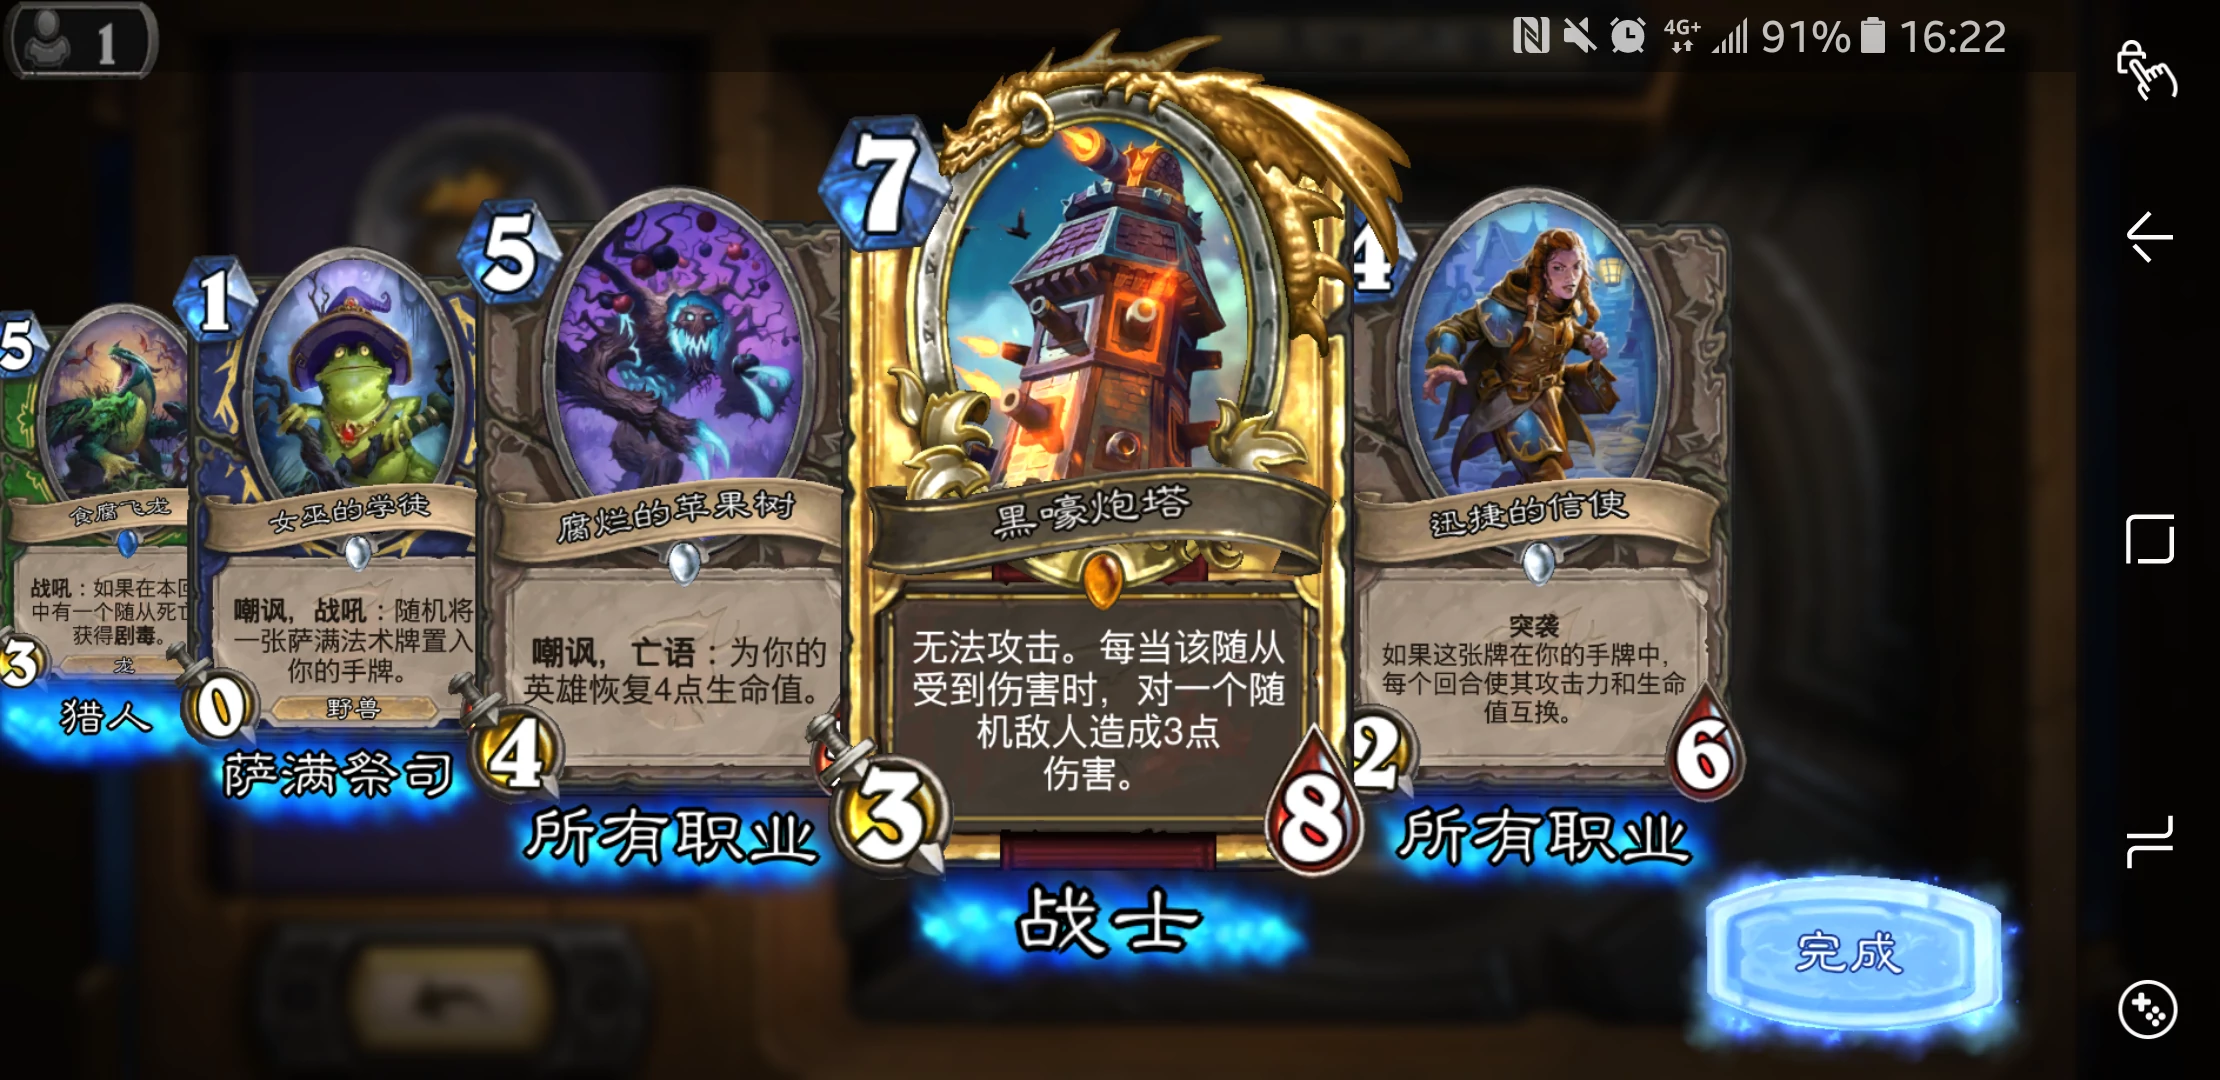 1
4G+ 91% 16:22
5
食腐飞龙
战吼：如果在本回
中有一个随从死亡
获得剧毒。
龙
3
猎人
1
女巫的学徒
嘲讽，战吼：随机将
一张萨满法术牌置入
你的手牌。
野兽
0
萨满祭司
5
腐烂的苹果树
嘲讽，亡语：为你的
英雄恢复4点生命值。
4
所有职业
7
黑嚎炮塔
无法攻击。每当该随从
受到伤害时，对一个随
机敌人造成3点
伤害。
3
8
战士
4
迅捷的信使
突袭
如果这张牌在你的手牌中，
每个回合使其攻击力和生命
值互换。
2
6
所有职业
完成